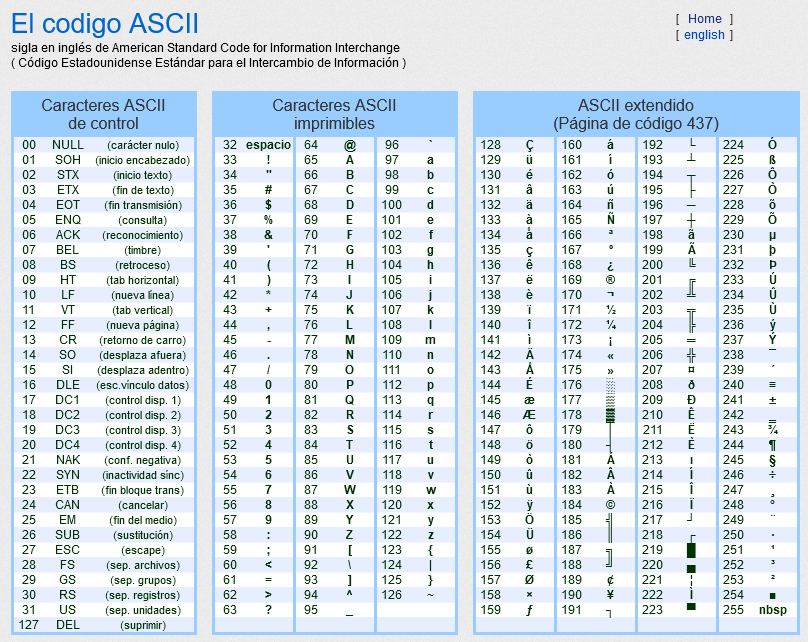 El codigo ASCII
sigla en inglés de American Standard Code for Information Interchange
( Código Estadounidense Estándar para el Intercambio de Información )
[ Home ]
[ english ]
Caracteres ASCII
de control
00 NULL (carácter nulo)
01 SOH (inicio encabezado)
02 STX (inicio texto)
03 ETX (fin de texto)
04 EOT (fin transmisión)
05 ENQ (consulta)
06 ACK (reconocimiento)
07 BEL (timbre)
08 BS (retroceso)
09 HT (tab horizontal)
10 LF (nueva línea)
11 VT (tab vertical)
12 FF (nueva página)
13 CR (retorno de carro)
14 SO (desplaza afuera)
15 SI (desplaza adentro)
16 DLE (esc.vínculo datos)
17 DC1 (control disp. 1)
18 DC2 (control disp. 2)
19 DC3 (control disp. 3)
20 DC4 (control disp. 4)
21 NAK (conf. negativa)
22 SYN (inactividad sínc)
23 ETB (fin bloque trans)
24 CAN (cancelar)
25 EM (fin del medio)
26 SUB (sustitución)
27 ESC (escape)
28 FS (sep. archivos)
29 GS (sep. grupos)
30 RS (sep. registros)
31 US (sep. unidades)
127 DEL (suprimir)
Caracteres ASCII
imprimibles
32 espacio 64 @ 96 `
33 ! 65 A 97 a
34 " 66 B 98 b
35 # 67 C 99 c
36 $ 68 D 100 d
37 % 69 E 101 e
38 & 70 F 102 f
39 ' 71 G 103 g
40 ( 72 H 104 h
41 ) 73 I 105 i
42 * 74 J 106 j
43 + 75 K 107 k
44 , 76 L 108 l
45 - 77 M 109 m
46 . 78 N 110 n
47 / 79 O 111 o
48 0 80 P 112 p
49 1 81 Q 113 q
50 2 82 R 114 r
51 3 83 S 115 s
52 4 84 T 116 t
53 5 85 U 117 u
54 6 86 V 118 v
55 7 87 W 119 w
56 8 88 X 120 x
57 9 89 Y 121 y
58 : 90 Z 122 z
59 ; 91 [ 123 {
60 < 92 \ 124 |
61 = 93 ] 125 }
62 > 94 ^ 126 ~
63 ? 95 _
ASCII extendido
(Página de código 437)
128 Ç 160 á 192 └ 224 Ó
129 ü 161 í 193 ┴ 225 ß
130 é 162 ó 194 ┬ 226 Ô
131 â 163 ú 195 ├ 227 Ò
132 ä 164 ñ 196 ─ 228 õ
133 à 165 Ñ 197 ┼ 229 Õ
134 å 166 ª 198 ã 230 µ
135 ç 167 º 199 Ã 231 þ
136 ê 168 ¿ 200 ╚ 232 Þ
137 ë 169 ® 201 ╔ 233 Ú
138 è 170 ¬ 202 ╩ 234 Û
139 ï 171 ½ 203 ╦ 235 Ù
140 î 172 ¼ 204 ╠ 236 ý
141 ì 173 ¡ 205 ═ 237 Ý
142 Ä 174 « 206 ╬ 238 ¯
143 Å 175 » 207 ¤ 239 ´
144 É 176 ░ 208 ð 240 ≡
145 æ 177 ▒ 209 Ð 241 ±
146 Æ 178 ▓ 210 Ê 242 ‗
147 ô 179 │ 211 Ë 243 ¾
148 ö 180 ┤ 212 È 244 ¶
149 ò 181 Á 213 ı 245 §
150 û 182 Â 214 Í 246 ÷
151 ù 183 À 215 Î 247 ¸
152 ÿ 184 © 216 Ï 248 °
153 Ö 185 ╣ 217 ┘ 249 ¨
154 Ü 186 ║ 218 ┌ 250 ·
155 ø 187 ╗ 219 █ 251 ¹
156 £ 188 ╝ 220 ▄ 252 ³
157 Ø 189 ¢ 221 ¦ 253 ²
158 × 190 ¥ 222 Ì 254 ■
159 ƒ 191 ┐ 223 ▀ 255 nbsp